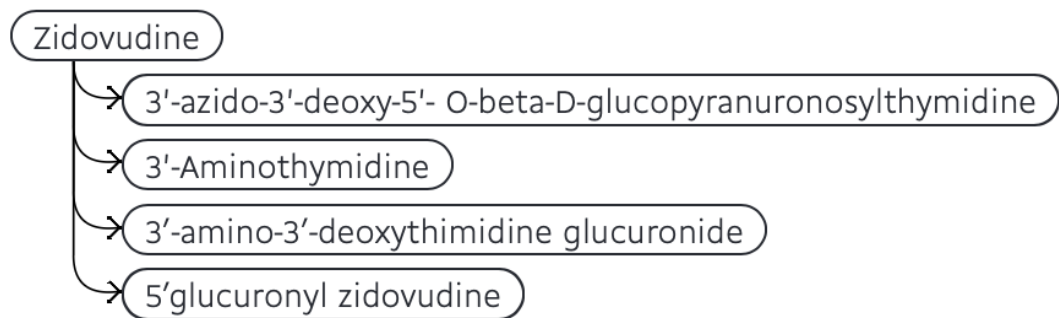 Zidovudine
3'-azido-3'-deoxy-5'- O-beta-D-glucopyranuronosylthymidine
3'-Aminothymidine
3′-amino-3′-deoxythimidine glucuronide
5′glucuronyl zidovudine